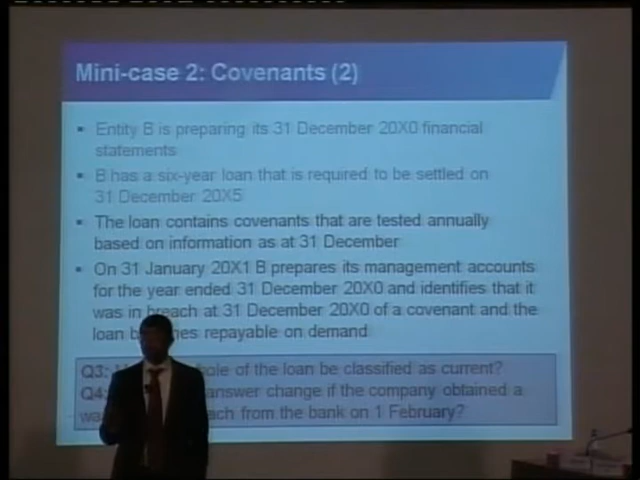 Mini-case 2: Covenants (2)
Entity B is preparing its 31 December 20X0 financial
statements
B has a six-year loan that is required to be settled on
31 December 20X5
The loan contains covenants that are tested annually
based on information as at 31 December
On 31 January 20X1 B prepares its management accounts
for the year ended 31 December 20X0 and identifies that it
was in breach at 31 December 20X0 of a covenant and the
loan repayable on demand
Q3: of the loan be classified as current?
Q4: answer change if the company obtained a
from the bank on 1 February?